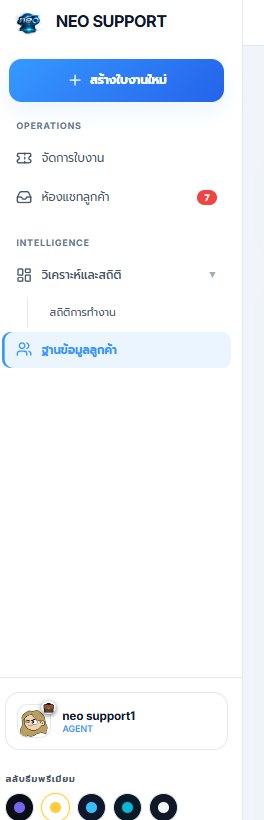 neo
NEO SUPPORT
+ สร้างใบงานใหม่
OPERATIONS
จัดการใบงาน
ห้องแชทลูกค้า 7
INTELLIGENCE
วิเคราะห์และสถิติ ▼
สถิติการทำงาน
ฐานข้อมูลลูกค้า
neo support1
AGENT
สลับธีมพรีเมียม